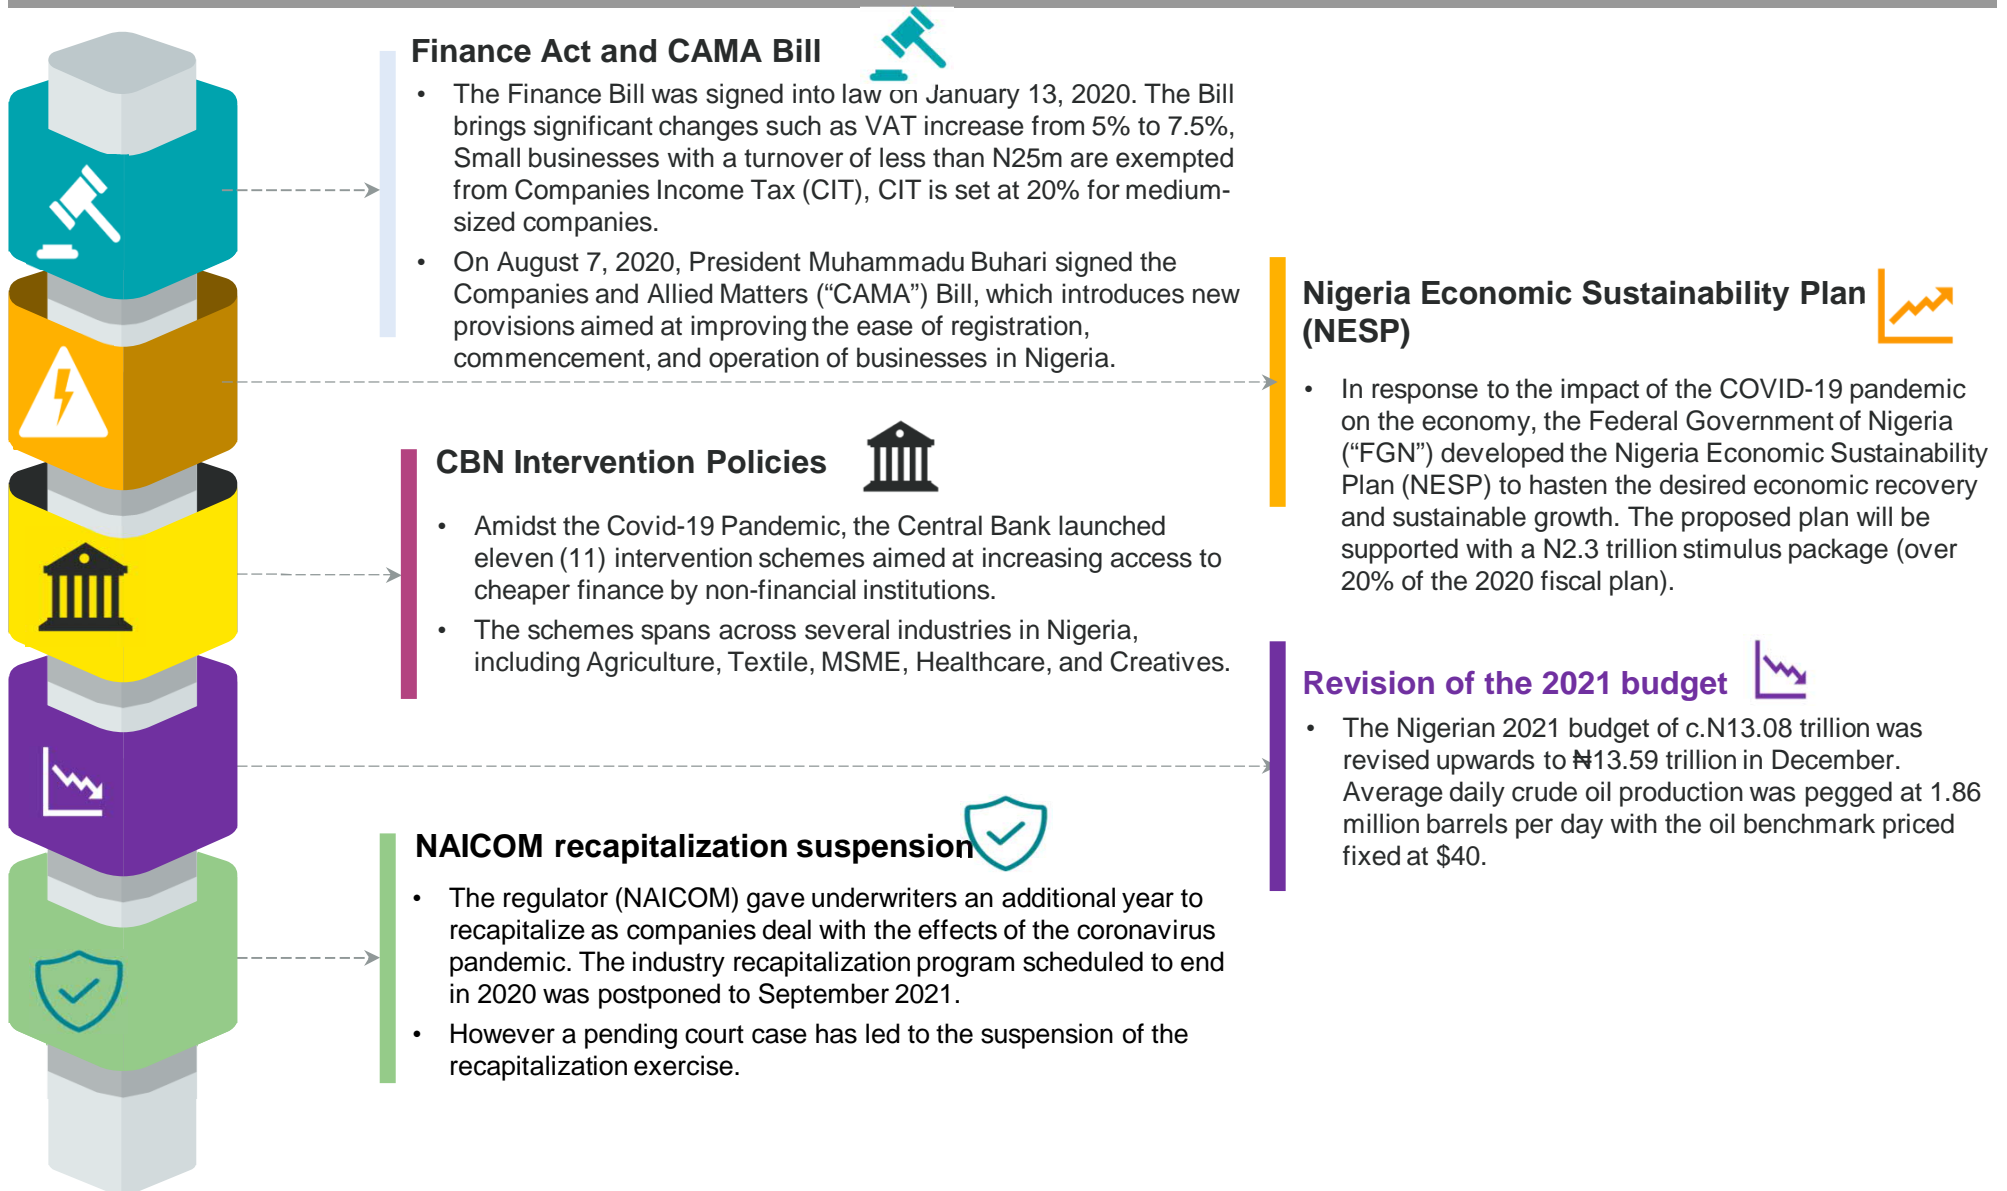 Finance Act and CAMA Bill
• The Finance Bill was signed into law on January 13, 2020. The Bill
brings significant changes such as VAT increase from 5% to 7.5%,
Small businesses with a turnover of less than N25m are exempted
from Companies Income Tax (CIT), CIT is set at 20% for medium-
sized companies.
• On August 7, 2020, President Muhammadu Buhari signed the
Companies and Allied Matters (“CAMA”) Bill, which introduces new
provisions aimed at improving the ease of registration,
commencement, and operation of businesses in Nigeria.
Nigeria Economic Sustainability Plan
(NESP)
• In response to the impact of the COVID-19 pandemic
on the economy, the Federal Government of Nigeria
(“FGN”) developed the Nigeria Economic Sustainability
Plan (NESP) to hasten the desired economic recovery
and sustainable growth. The proposed plan will be
supported with a N2.3 trillion stimulus package (over
20% of the 2020 fiscal plan).
CBN Intervention Policies
• Amidst the Covid-19 Pandemic, the Central Bank launched
eleven (11) intervention schemes aimed at increasing access to
cheaper finance by non-financial institutions.
• The schemes spans across several industries in Nigeria,
including Agriculture, Textile, MSME, Healthcare, and Creatives.
Revision of the 2021 budget
• The Nigerian 2021 budget of c.N13.08 trillion was
revised upwards to ₦13.59 trillion in December.
Average daily crude oil production was pegged at 1.86
million barrels per day with the oil benchmark priced
fixed at $40.
NAICOM recapitalization suspension
• The regulator (NAICOM) gave underwriters an additional year to
recapitalize as companies deal with the effects of the coronavirus
pandemic. The industry recapitalization program scheduled to end
in 2020 was postponed to September 2021.
• However a pending court case has led to the suspension of the
recapitalization exercise.